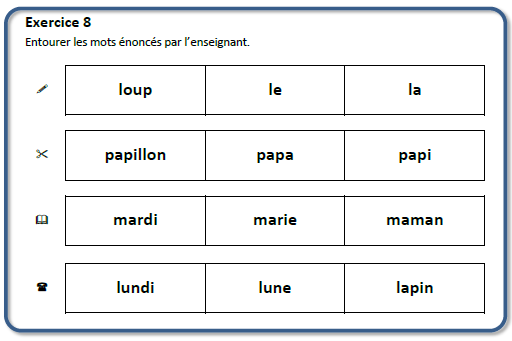 Exercice 8
Entourer les mots énoncés par l'enseignant.
loup le la
papillon papa papi
mardi marie maman
lundi lune lapin